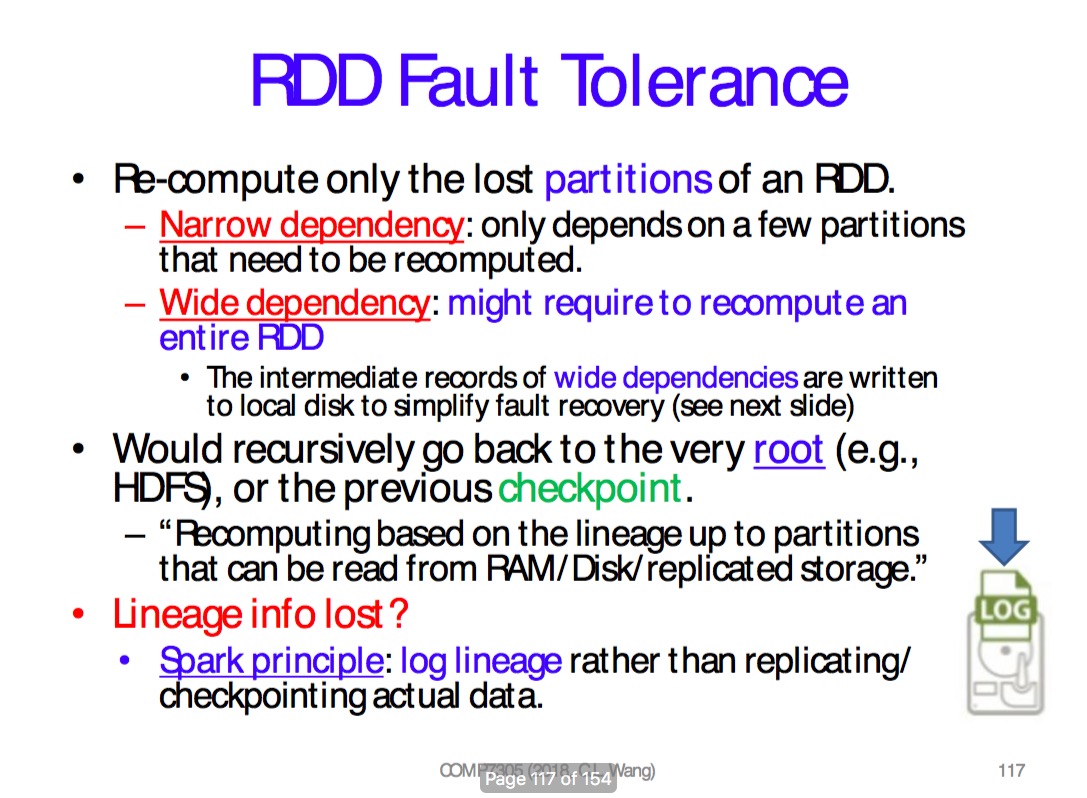 RDD Fault Tolerance
• Re-compute only the lost partitions of an RDD.
– Narrow dependency: only depends on a few partitions
that need to be recomputed.
– Wide dependency: might require to recompute an
entire RDD
• The intermediate records of wide dependencies are written
to local disk to simplify fault recovery (see next slide)
• Would recursively go back to the very root (e.g.,
HDFS), or the previous checkpoint.
– “Recomputing based on the lineage up to partitions
that can be read from RAM/Disk/replicated storage.”
LOG
• Lineage info lost?
• Spark principle: log lineage rather than replicating/
checkpointing actual data.
COMP7305 (2018, C.L. Wang)
Page 117 of 154
117